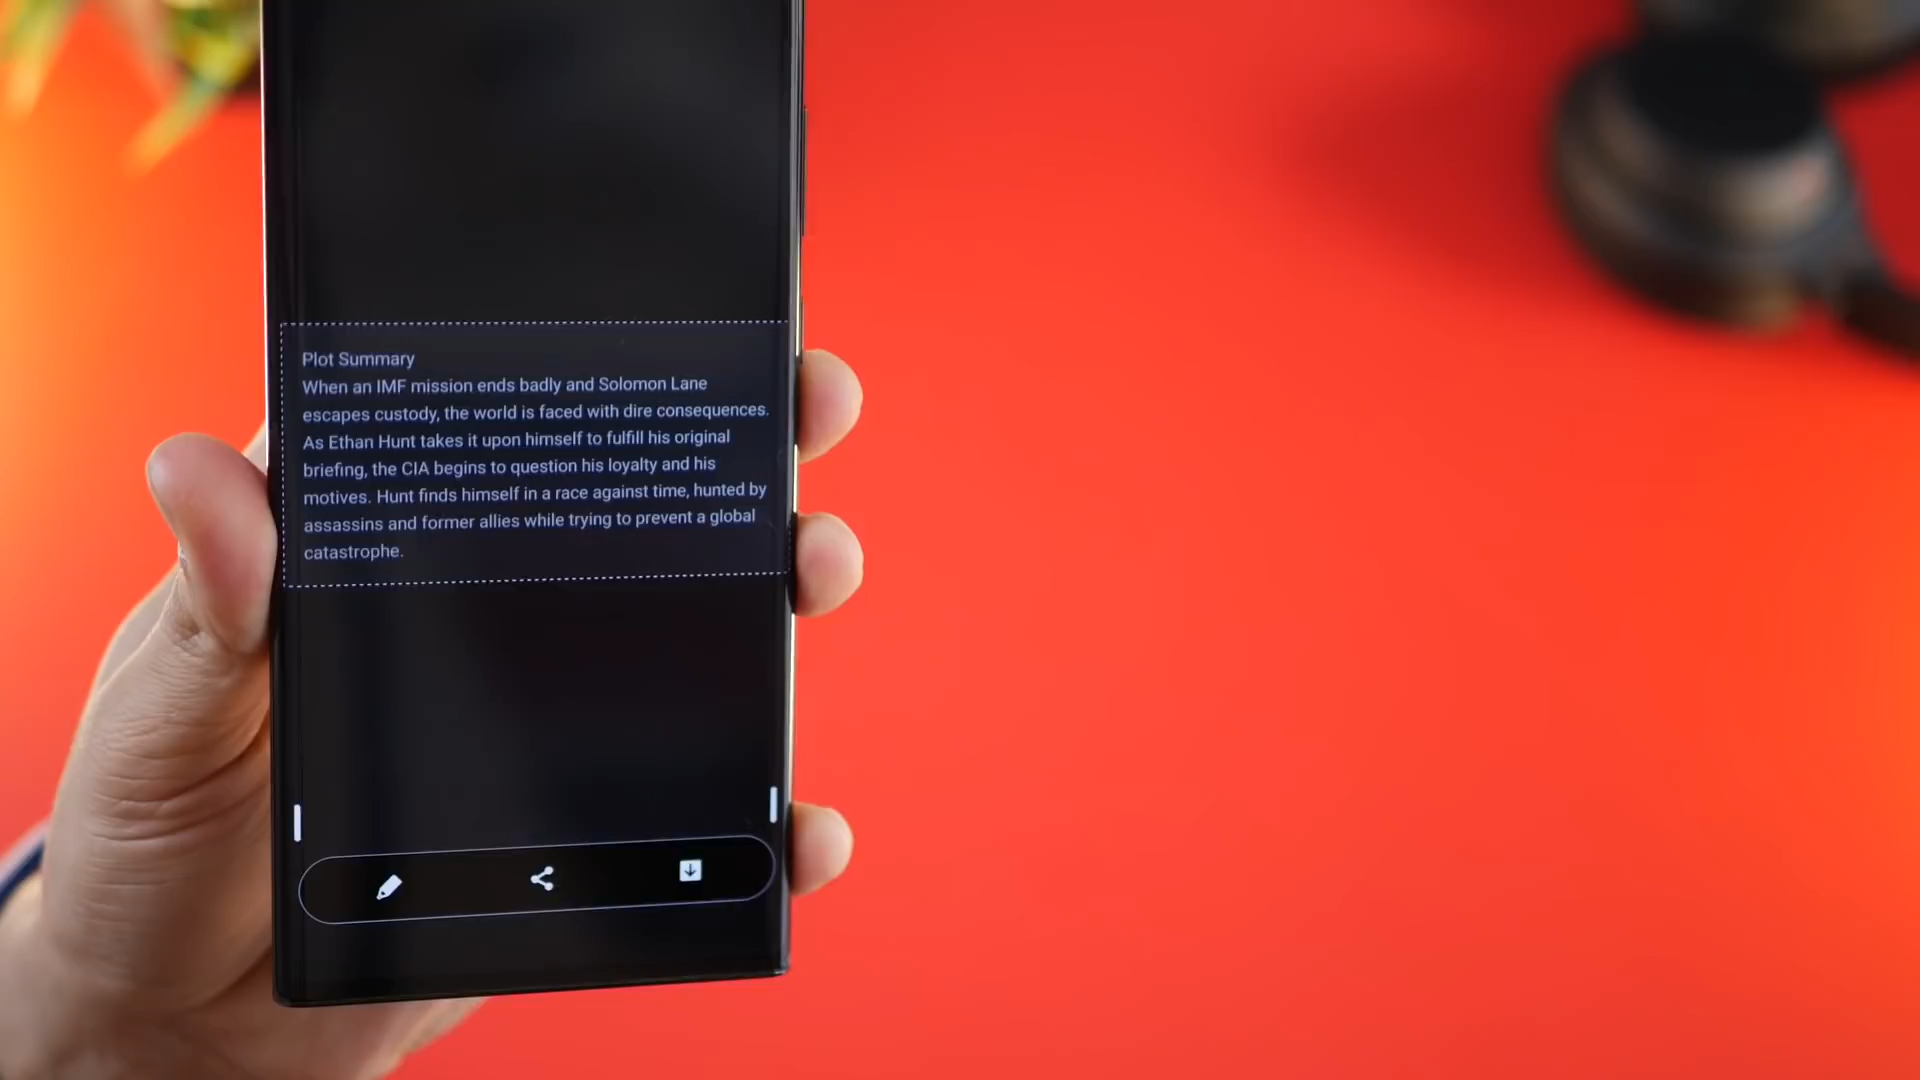 Plot Summary
When an IMF mission ends badly and Solomon Lane
escapes custody, the world is faced with dire consequences.
As Ethan Hunt takes it upon himself to fulfill his original
briefing, the CIA begins to question his loyalty and his
motives. Hunt finds himself in a race against time, hunted by
assassins and former allies while trying to prevent a global
catastrophe.